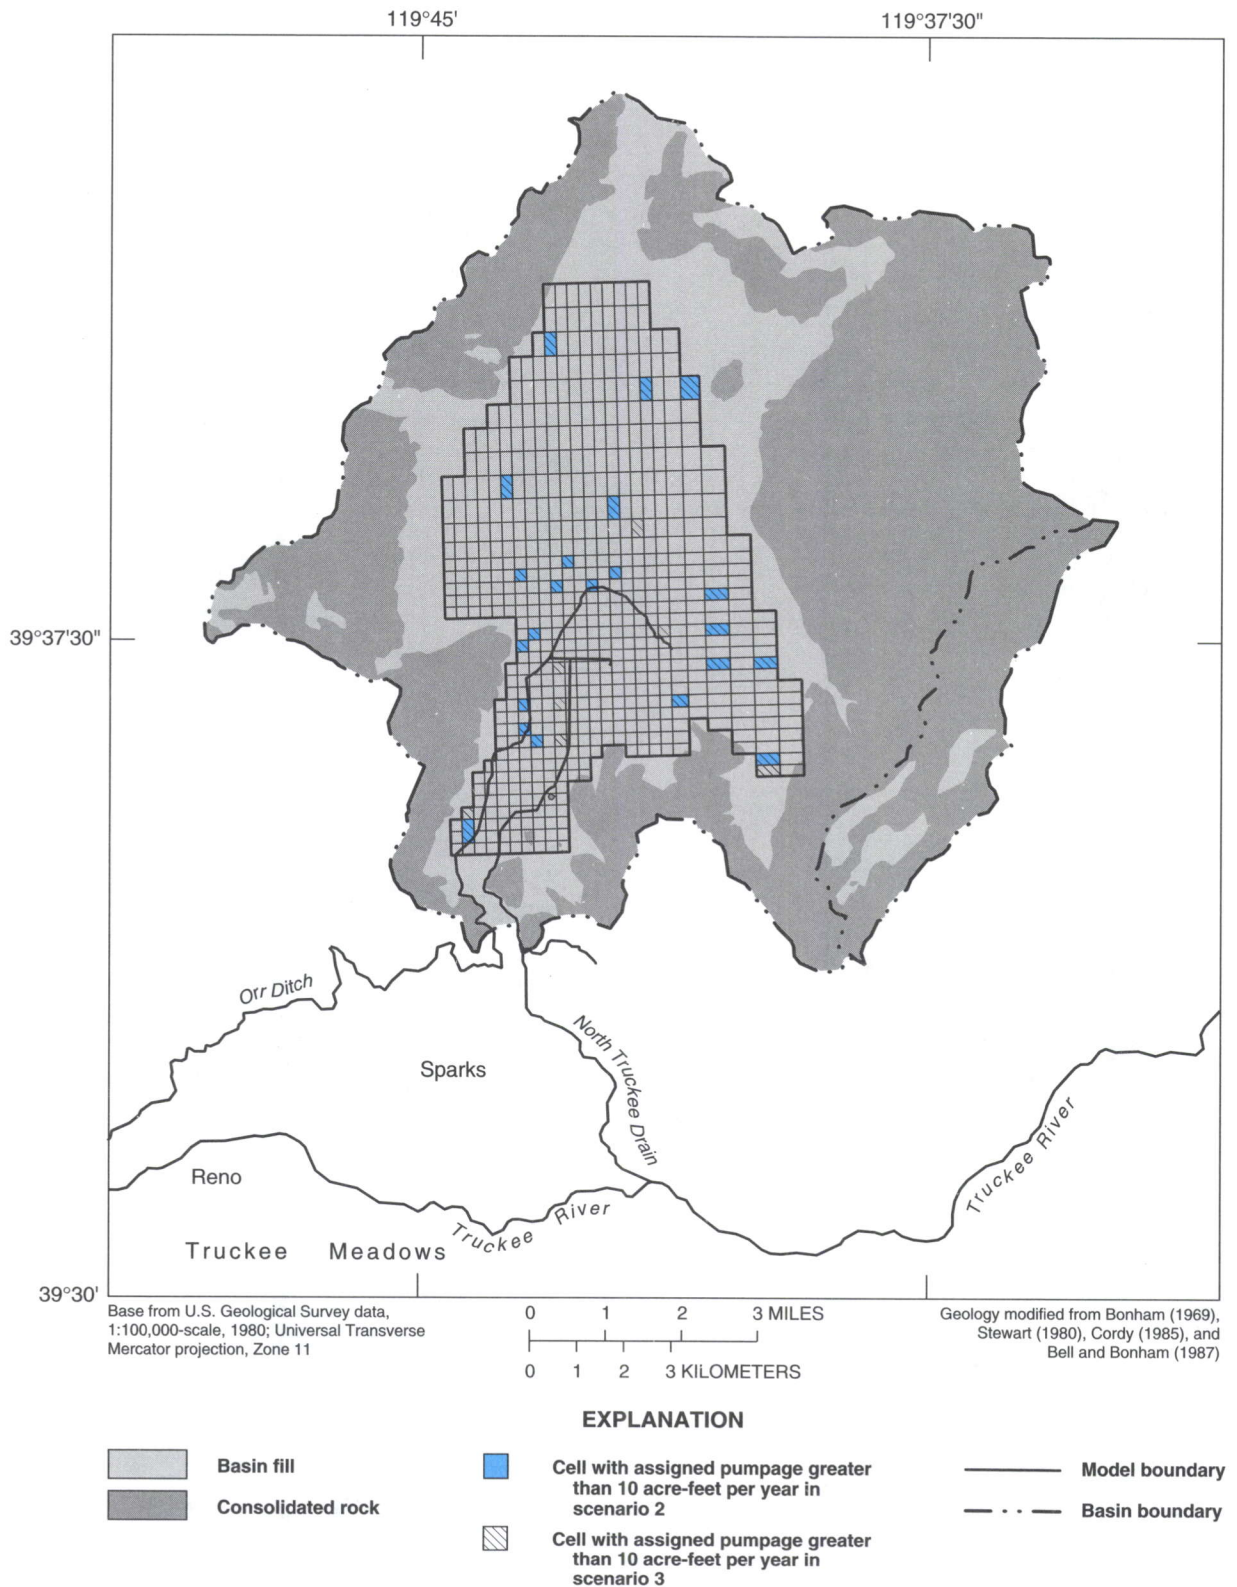 119°45'
119°37'30"
39°37'30"
Orr Ditch
North Truckee Drain
Sparks
Reno
Truckee River
Truckee River
Truckee Meadows
39°30'
Base from U.S. Geological Survey data,
1:100,000-scale, 1980; Universal Transverse
Mercator projection, Zone 11
0 1 2 3 MILES
0 1 2 3 KILOMETERS
Geology modified from Bonham (1969),
Stewart (1980), Cordy (1985), and
Bell and Bonham (1987)
EXPLANATION
Basin fill
Consolidated rock
Cell with assigned pumpage greater
than 10 acre-feet per year in
scenario 2
Cell with assigned pumpage greater
than 10 acre-feet per year in
scenario 3
Model boundary
Basin boundary